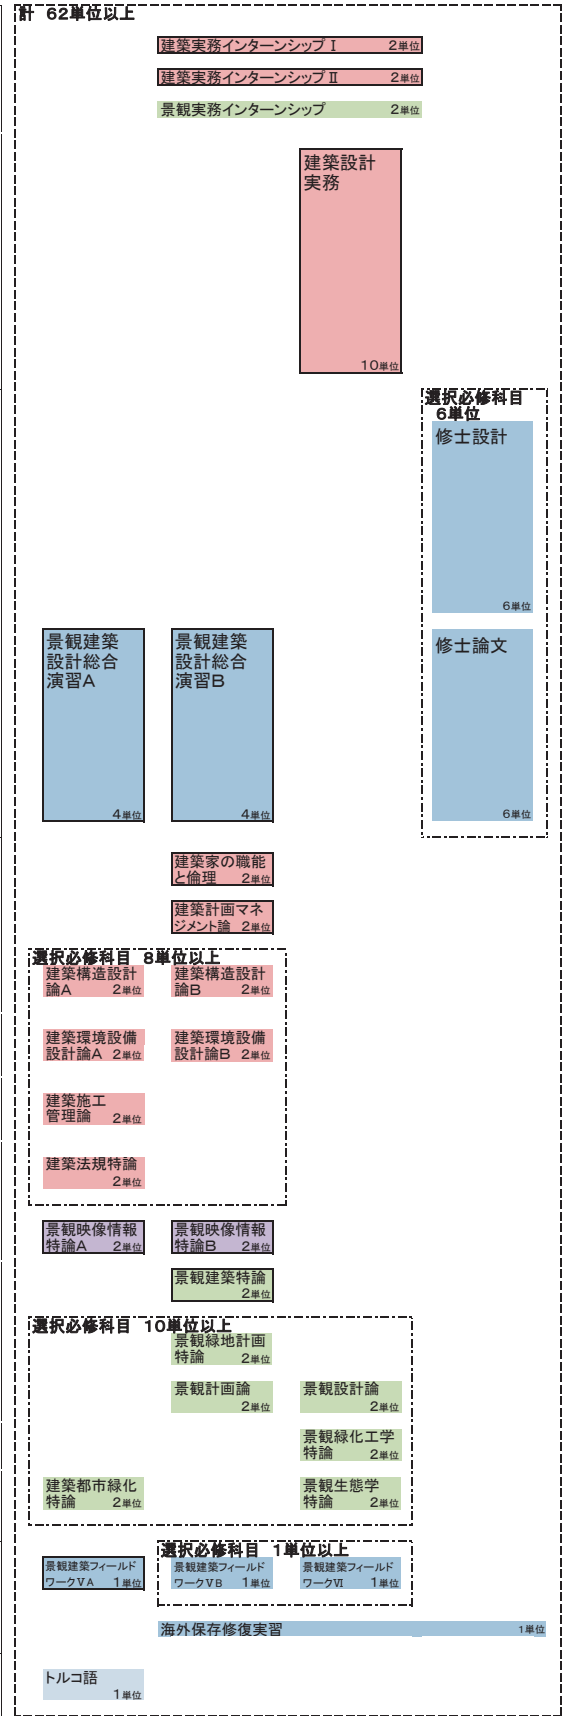 計 62単位以上
建築実務インターンシップⅠ 2単位
建築実務インターンシップⅡ 2単位
景観実務インターンシップ 2単位
建築設計
実務
10単位
選択必修科目
6単位
修士設計
6単位
修士論文
6単位
景観建築
設計総合
演習A
4単位
景観建築
設計総合
演習B
4単位
建築家の職能
と倫理 2単位
建築計画マネ
ジメント論 2単位
選択必修科目 8単位以上
建築構造設計
論A 2単位
建築構造設計
論B 2単位
建築環境設備
設計論A 2単位
建築環境設備
設計論B 2単位
建築施工
管理論 2単位
建築法規特論
2単位
景観映像情報
特論A 2単位
景観映像情報
特論B 2単位
景観建築特論
2単位
選択必修科目 10単位以上
景観緑地計画
特論 2単位
景観計画論
2単位
景観設計論
2単位
景観緑化工学
特論 2単位
建築都市緑化
特論 2単位
景観生態学
特論 2単位
選択必修科目 1単位以上
景観建築フィールド
ワークⅤA 1単位
景観建築フィールド
ワークⅤB 1単位
景観建築フィールド
ワークⅥ 1単位
海外保存修復実習 1単位
トルコ語
1単位